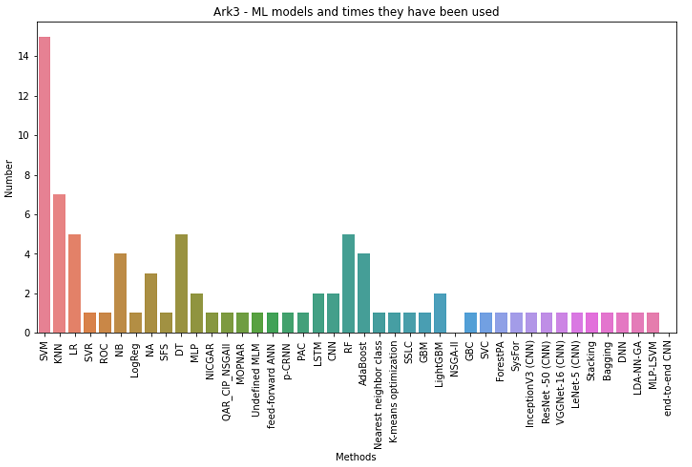 Ark3 - ML models and times they have been used
14
12
10
8
6
4
2
0
Number
SVM
KNN
LR
SVR
ROC
NB
LogReg
NA
SFS
DT
MLP
NICGAR
QAR_CIP_NSGAII
MOPNAR
Undefined MLM
feed-forward ANN
p-CRNN
PAC
LSTM
CNN
RF
AdaBoost
Nearest neighbor class
K-means optimization
SSLC
GBM
LightGBM
NSGA-II
GBC
SVC
ForestPA
SysFor
InceptionV3 (CNN)
ResNet -50 (CNN)
VGGNet-16 (CNN)
LeNet-5 (CNN)
Stacking
Bagging
DNN
LDA-NN-GA
MLP-LSVM
end-to-end CNN
Methods